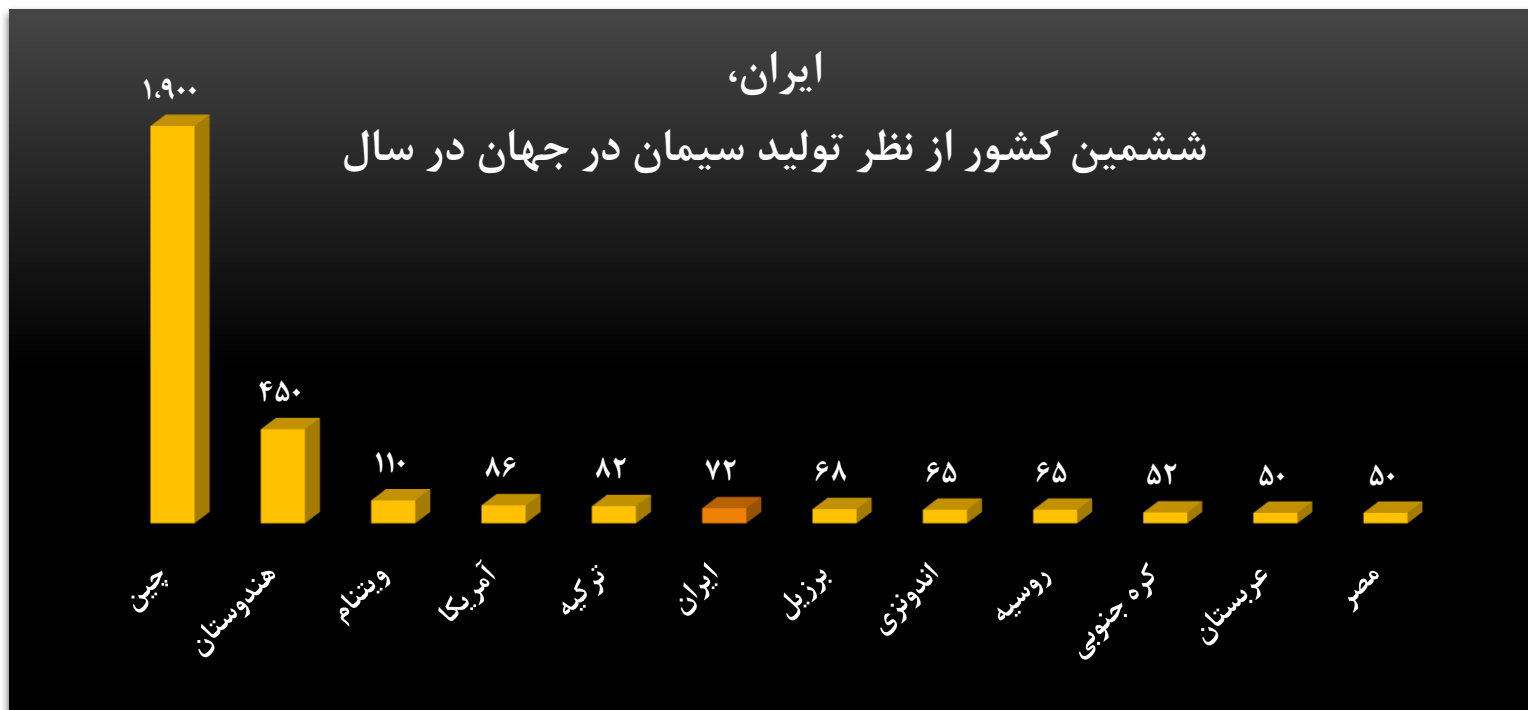 ایران،
ششمین کشور از نظر تولید سیمان در جهان در سال
۱،۹۰۰
۴۵۰
۱۱۰
۸۶
۸۲
۷۲
۶۸
۶۵
۶۵
۵۲
۵۰
۵۰
چین
هندوستان
ویتنام
آمریکا
ترکیه
ایران
برزیل
اندونزی
روسیه
کره جنوبی
عربستان
مصر